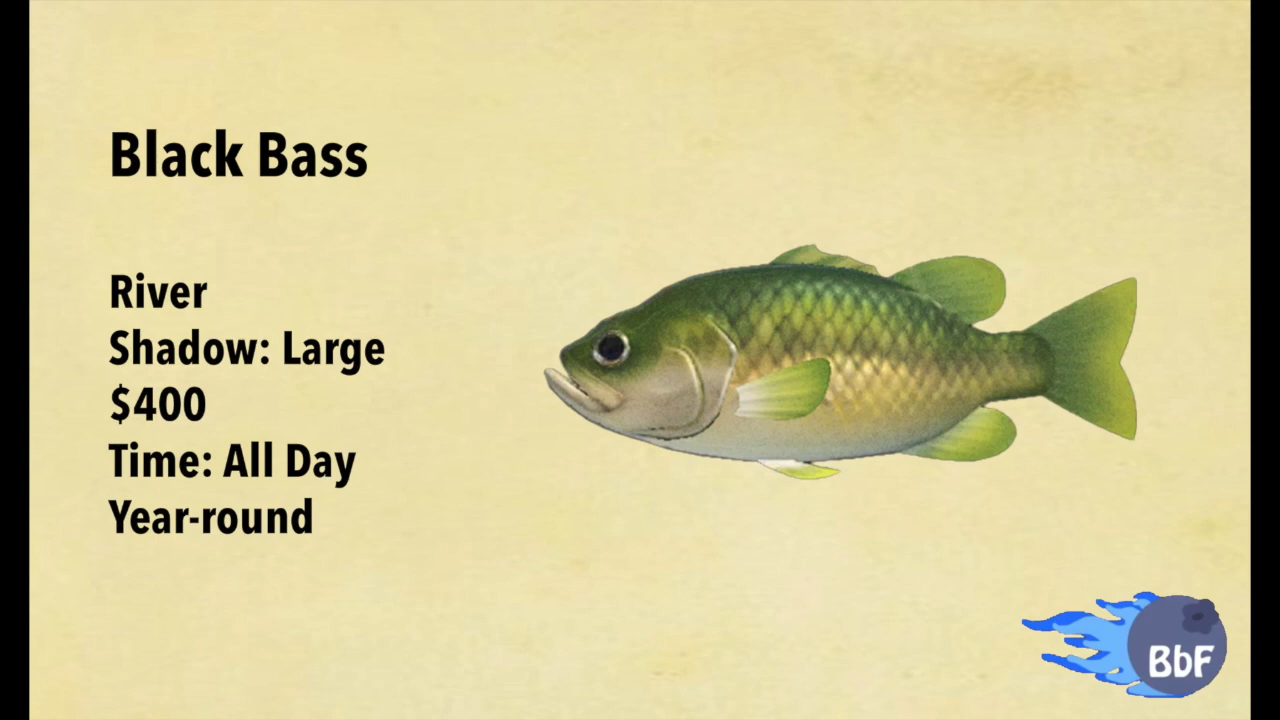 Black Bass
River
Shadow: Large
$400
Time: All Day
Year-round
BbF